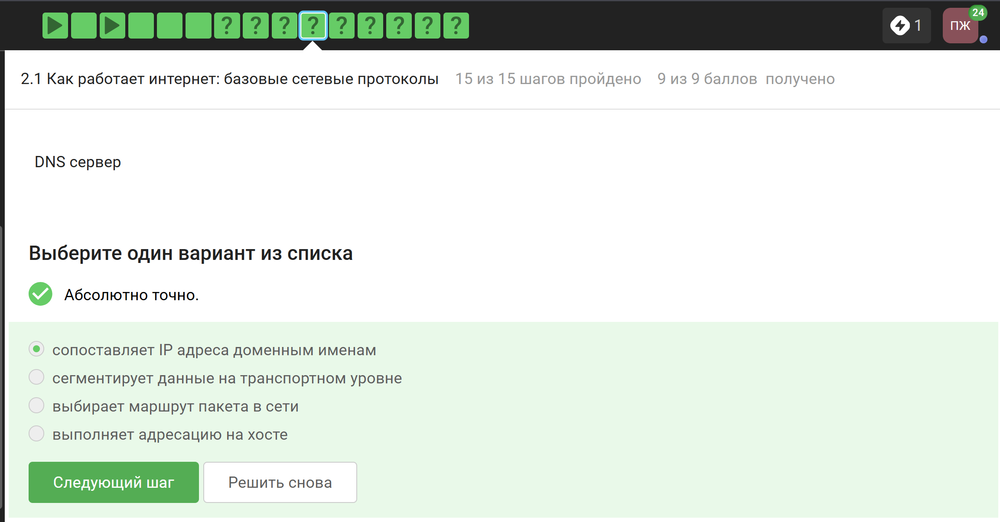 ? ? ? ? ? ? ? ? ?
1
ПЖ
24
2.1 Как работает интернет: базовые сетевые протоколы 15 из 15 шагов пройдено 9 из 9 баллов получено
DNS сервер
Выберите один вариант из списка
Абсолютно точно.
сопоставляет IP адреса доменным именам
сегментирует данные на транспортном уровне
выбирает маршрут пакета в сети
выполняет адресацию на хосте
Следующий шаг Решить снова